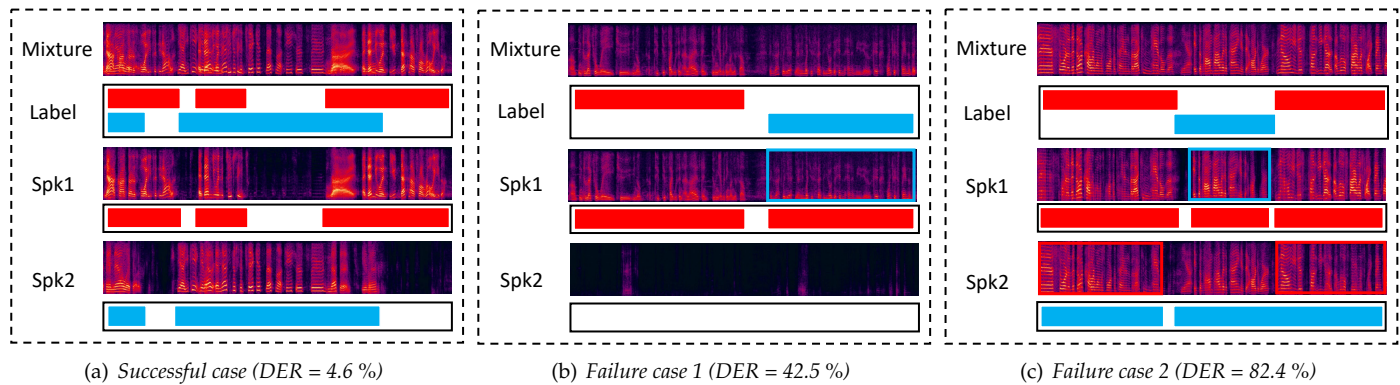 Mixture
Label
Spk1
Spk2
(a) Successful case (DER = 4.6 %)
Mixture
Label
Spk1
Spk2
(b) Failure case 1 (DER = 42.5 %)
Mixture
Label
Spk1
Spk2
(c) Failure case 2 (DER = 82.4 %)